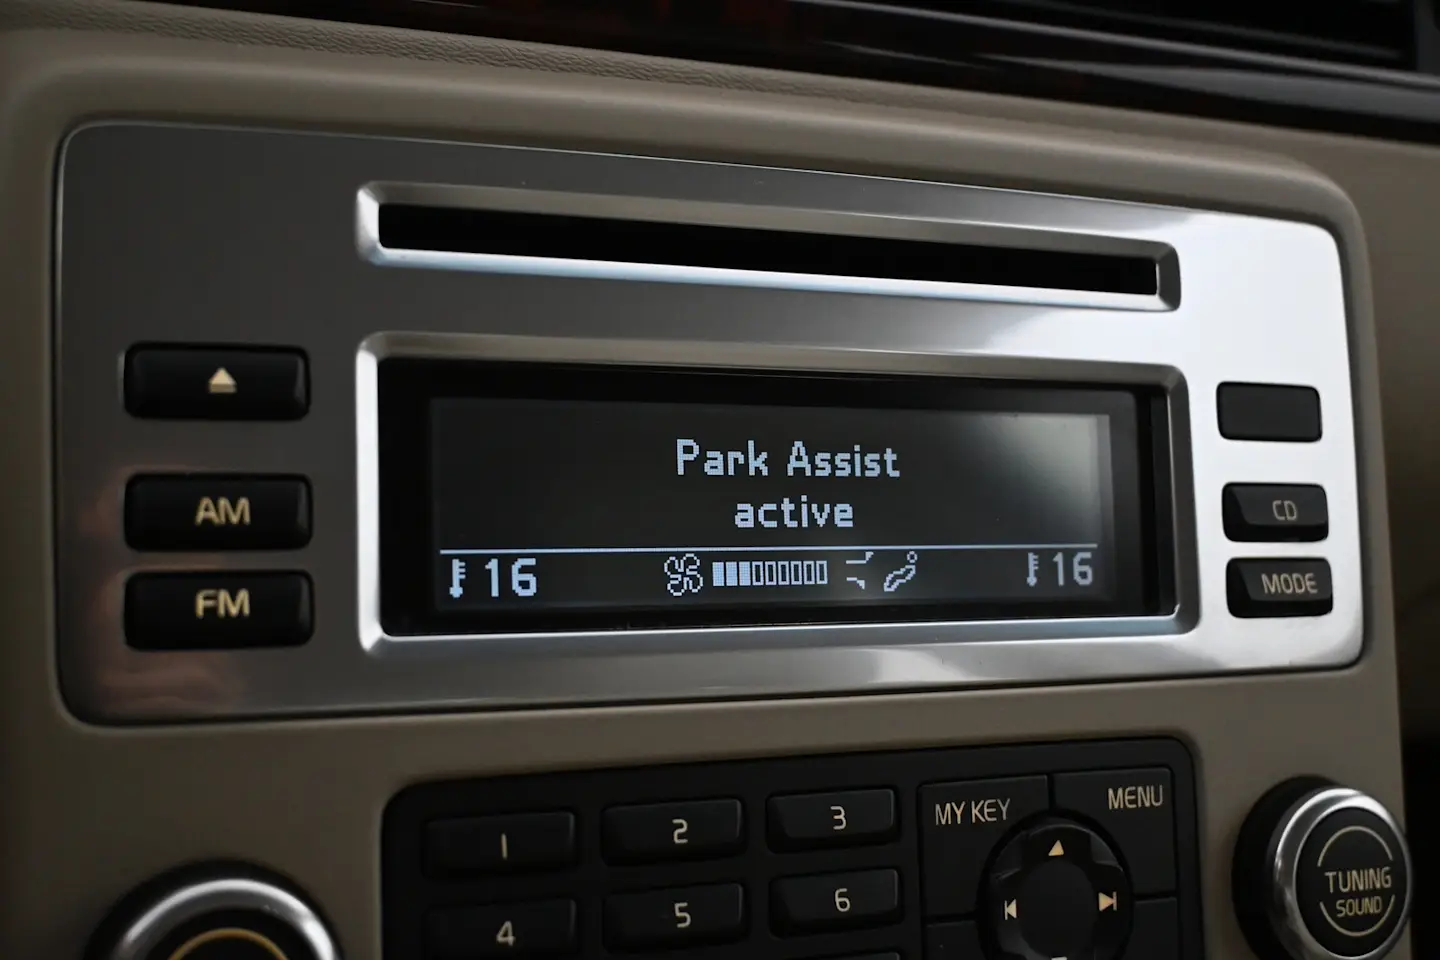 Park Assist
active
16
16
AM
FM
CD
MODE
1
2
3
MY KEY
MENU
4
5
6
TUNING
SOUND